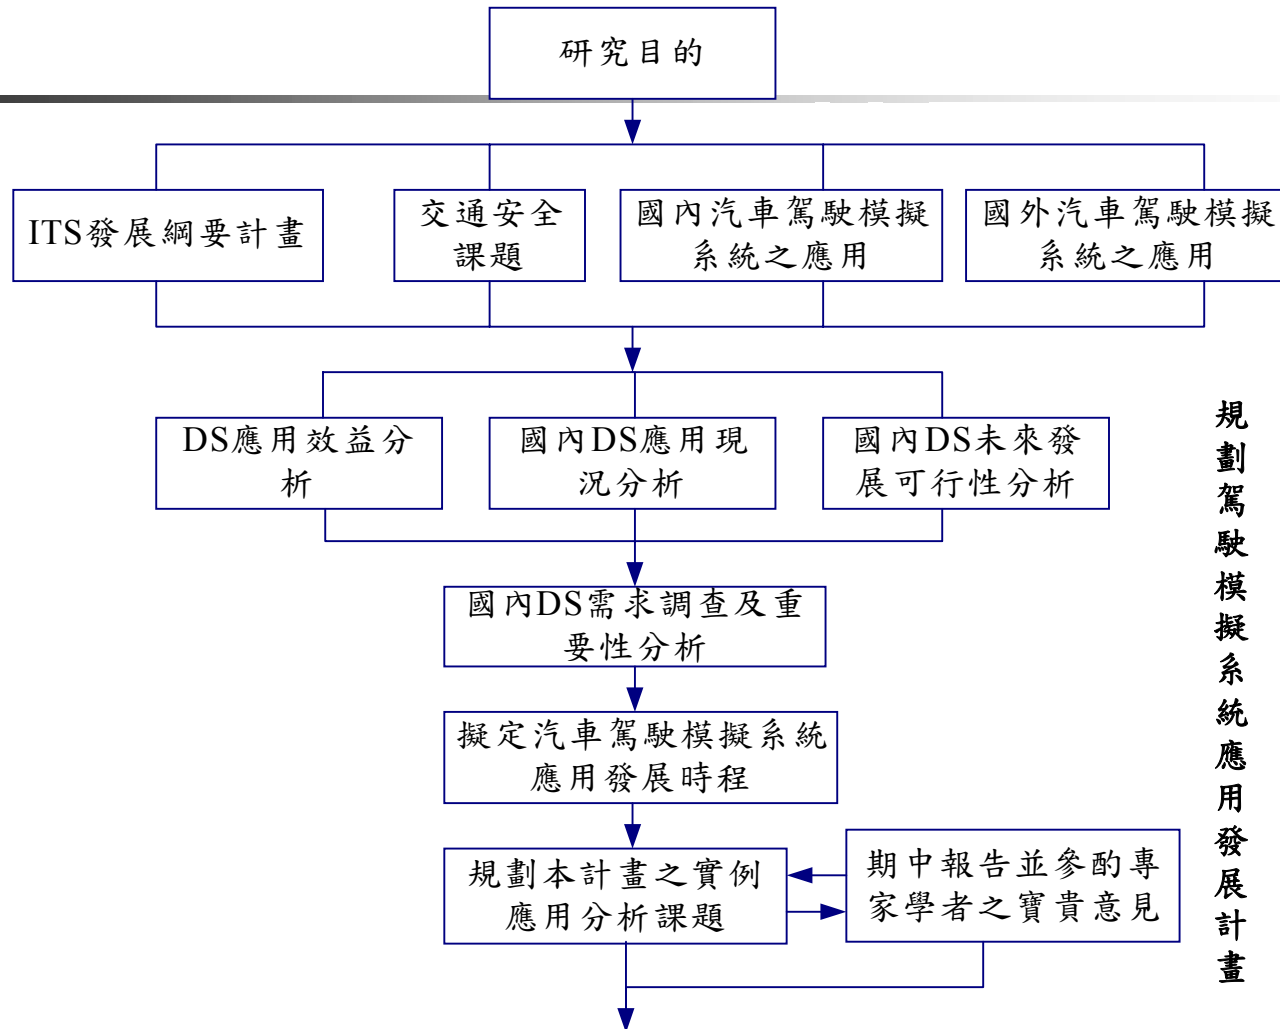 研究目的
ITS發展綱要計畫
交通安全
課題
國內汽車駕駛模擬
系統之應用
國外汽車駕駛模擬
系統之應用
DS應用效益分
析
國內DS應用現
況分析
國內DS未來發
展可行性分析
國內DS需求調查及重
要性分析
擬定汽車駕駛模擬系統
應用發展時程
規劃本計畫之實例
應用分析課題
期中報告並參酌專
家學者之寶貴意見
規劃駕駛模擬系統應用發展計畫